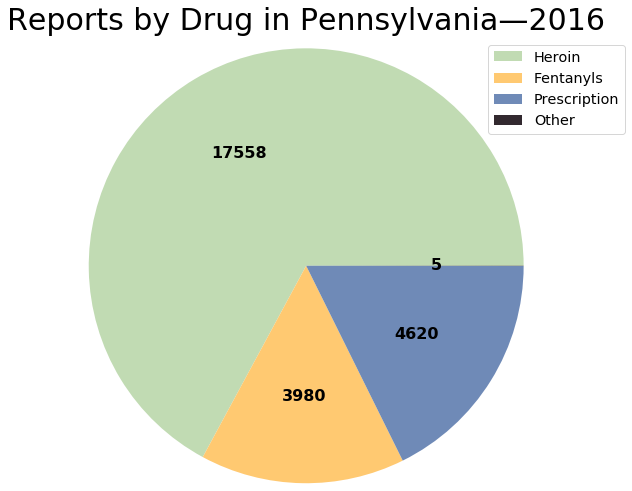 Reports by Drug in Pennsylvania—2016
Heroin
Fentanyls
Prescription
Other
17558
5
4620
3980